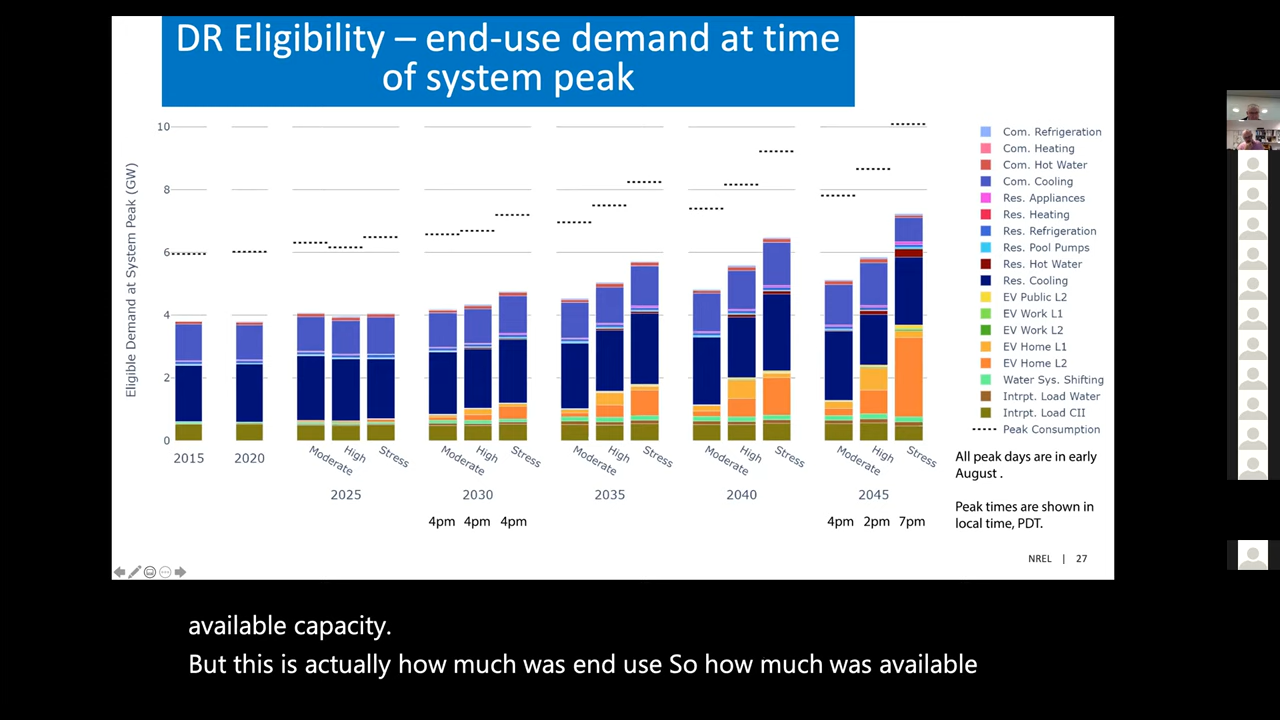 DR Eligibility – end-use demand at time
of system peak
Eligible Demand at System Peak (GW)
10
8
6
4
2
0
2015
2020
Moderate
High
Stress
2025
Moderate
High
Stress
2030
Moderate
High
Stress
2035
Moderate
High
Stress
2040
Moderate
High
Stress
2045
4pm 4pm 4pm
4pm 2pm 7pm
Com. Refrigeration
Com. Heating
Com. Hot Water
Com. Cooling
Res. Appliances
Res. Heating
Res. Refrigeration
Res. Pool Pumps
Res. Hot Water
Res. Cooling
EV Public L2
EV Work L1
EV Work L2
EV Home L1
EV Home L2
Water Sys. Shifting
Intrpt. Load Water
Intrpt. Load CII
Peak Consumption
All peak days are in early
August .
Peak times are shown in
local time, PDT.
NREL | 27
available capacity.
But this is actually how much was end use So how much was available